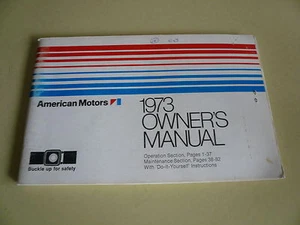 American Motors
1973
OWNER'S
MANUAL
Operation Section, Pages 1-37
Maintenance Section, Pages 38-92
With 'Do-It-Yourself' Instructions
Buckle up for safety